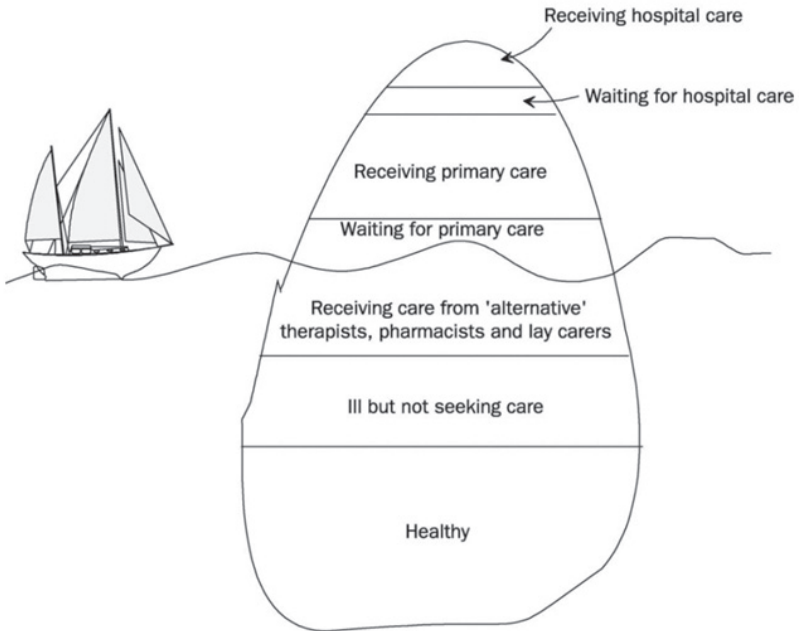 Receiving hospital care
Waiting for hospital care
Receiving primary care
Waiting for primary care
Receiving care from 'alternative'
therapists, pharmacists and lay carers
Ill but not seeking care
Healthy